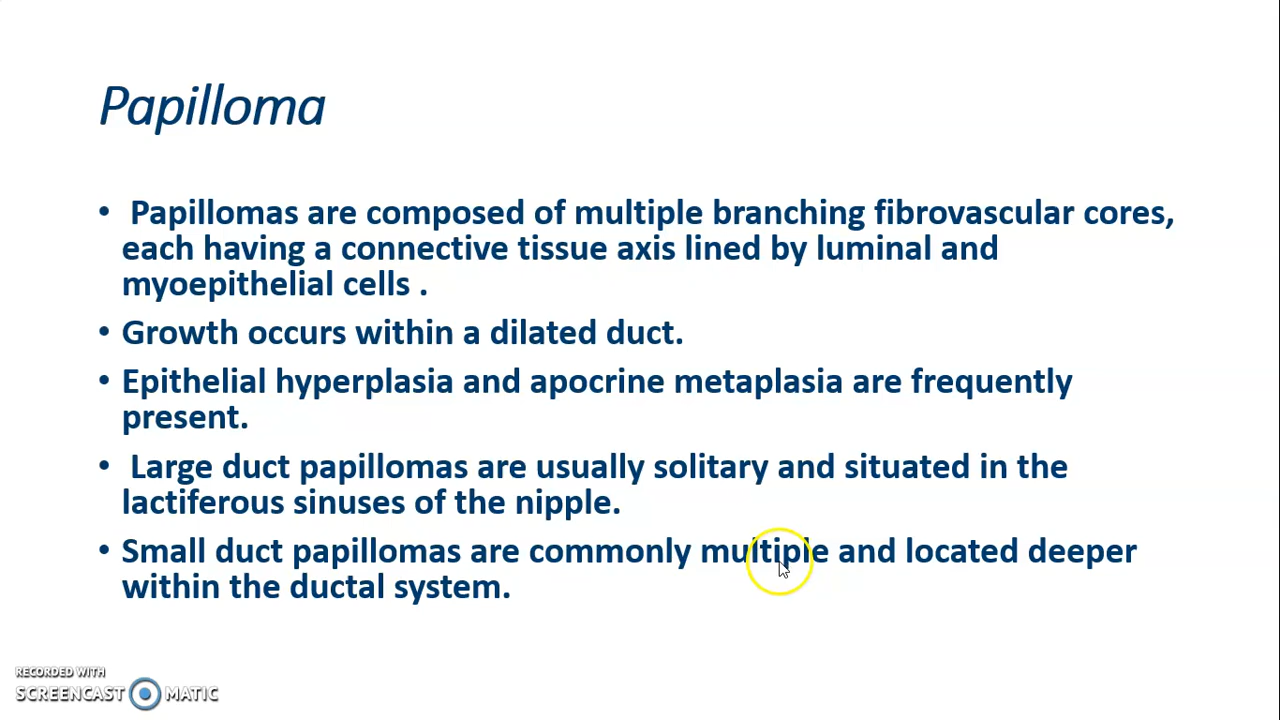 Papilloma
• Papillomas are composed of multiple branching fibrovascular cores,
each having a connective tissue axis lined by luminal and
myoepithelial cells .
• Growth occurs within a dilated duct.
• Epithelial hyperplasia and apocrine metaplasia are frequently
present.
• Large duct papillomas are usually solitary and situated in the
lactiferous sinuses of the nipple.
• Small duct papillomas are commonly multiple and located deeper
within the ductal system.
RECORDED WITH
SCREENCAST MATIC